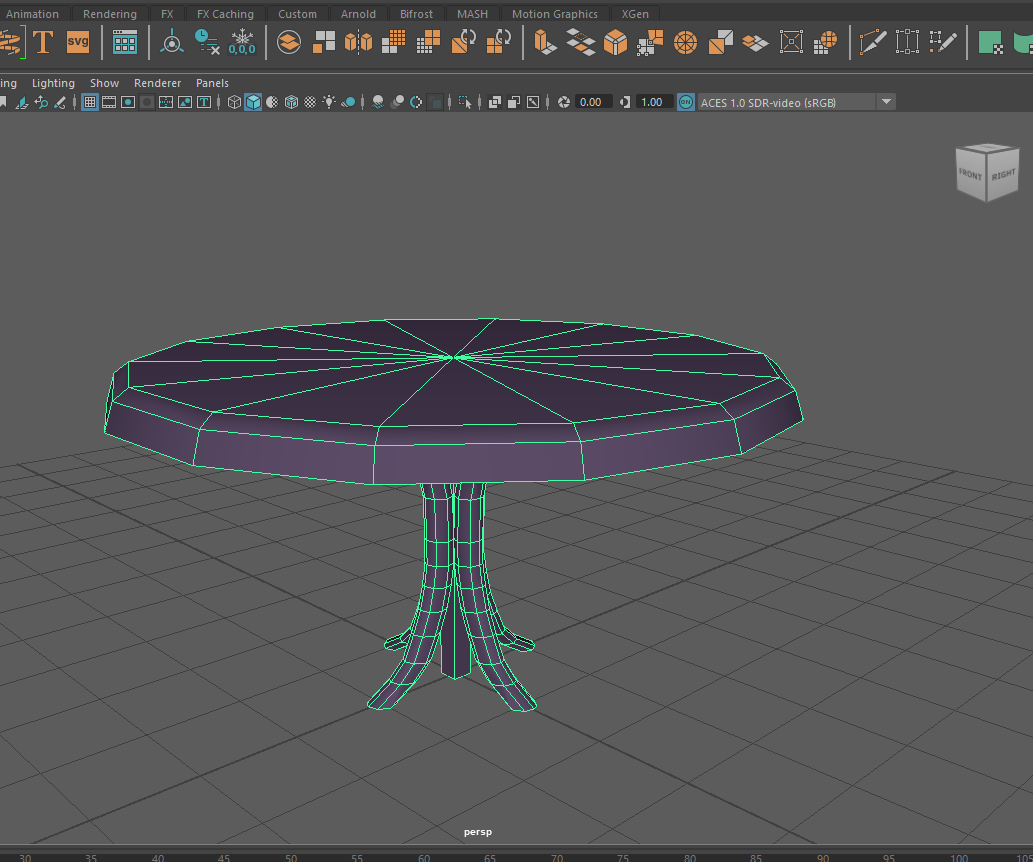 Animation Rendering FX FX Caching Custom Arnold Bifrost MASH Motion Graphics XGen
T svg 0,0,0
ing Lighting Show Renderer Panels
T 0.00 1.00 ON ACES 1.0 SDR-video (sRGB)
FRONT RIGHT
persp
30 35 40 45 50 55 60 65 70 75 80 85 90 95 100 105